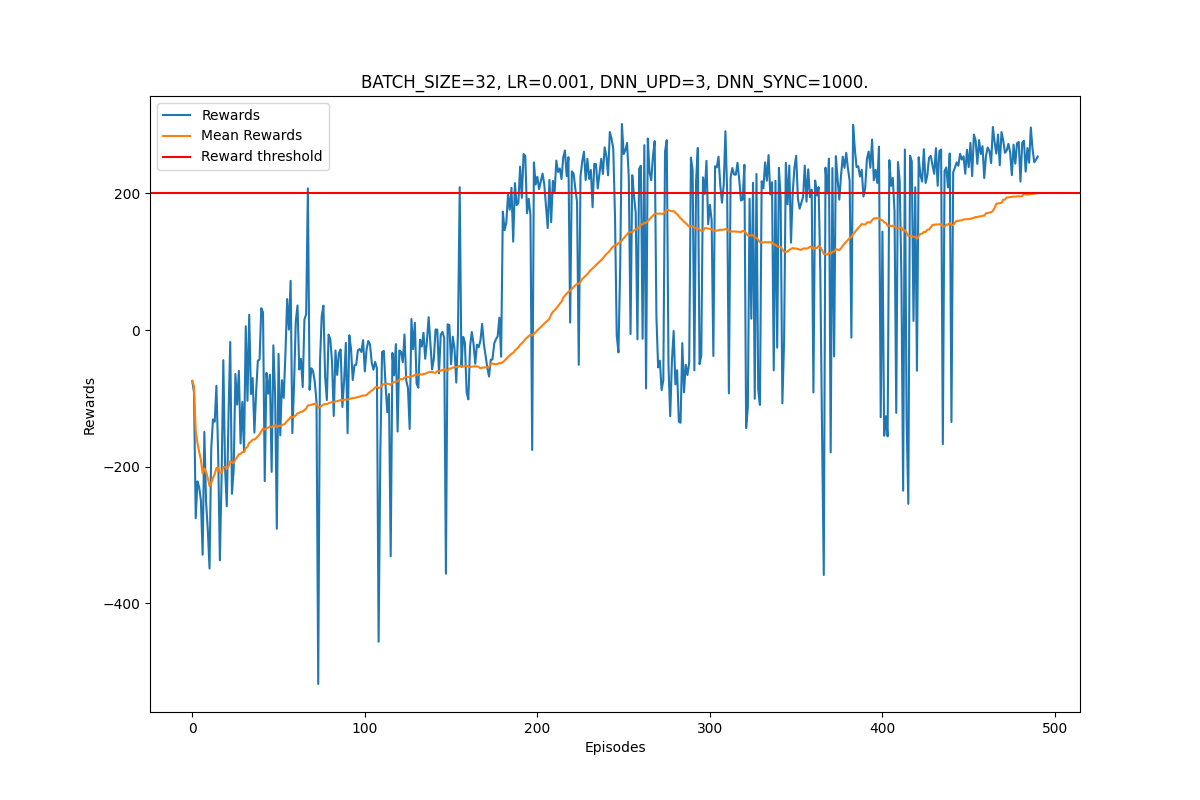 BATCH_SIZE=32, LR=0.001, DNN_UPD=3, DNN_SYNC=1000.
Rewards
Mean Rewards
Reward threshold
200
0
−200
−400
Rewards
0
100
200
300
400
500
Episodes